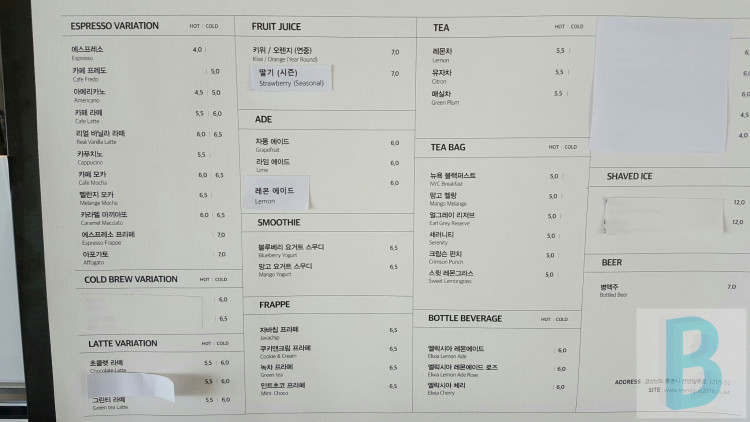 ESPRESSO VARIATION HOT | COLD
에스프레소 4,0 |
Espresso
카페 프레도 | 5,0
Cafe Fredo
아메리카노 4,5 | 5,0
Americano
카페 라떼 5,5 | 6,0
Cafe Latte
리얼 바닐라 라떼 6,0 | 6,5
Real Vanilla Latte
카푸치노 5,5 |
Cappucino
카페 모카 6,0 | 6,5
Cafe Mocha
멜란지 모카 6,5 |
Melange Mocha
카라멜 마끼아또 6,0 | 6,5
Caramel Macciato
에스프레소 프라페 | 7,0
Espresso Frappe
아포가토 | 7,0
Affogato
COLD BREW VARIATION HOT | COLD
| 6,0
| 6,5
LATTE VARIATION HOT | COLD
초콜렛 라떼 5,5 | 6,0
Chocolate Latte
5,5 | 6,0
그린티 라떼 5,5 | 6,0
Green tea Latte
FRUIT JUICE
키위 / 오렌지 (연중) 7,0
Kiwi / Orange (Year Round)
딸기 (시즌) 7,0
Strawberry (Seasonal)
ADE
자몽 에이드 6,0
Grapefruit
라임 에이드 6,0
Lime
레몬 에이드 6,0
Lemon
SMOOTHIE
블루베리 요거트 스무디 6,5
Blueberry Yogurt
망고 요거트 스무디 6,5
Mango Yogurt
FRAPPE
자바칩 프라페 6,5
Javachip
쿠키앤크림 프라페 6,5
Cookie & Cream
녹차 프라페 6,5
Green tea
민트초코 프라페 6,5
Mint Choco
TEA HOT | COLD
레몬차 5,5 |
Lemon
유자차 5,5 |
Citron
매실차 5,5 |
Green Plum
TEA BAG HOT | COLD
뉴욕 블랙퍼스트 5,0 |
NYC Breakfast
망고 멜랑 5,0 |
Mango Melange
얼그레이 리저브 5,0 |
Earl Grey Reserve
세러니티 5,0 |
Serenity
크림슨 펀치 5,0 |
Crimson Punch
스윗 레몬그라스 5,0 |
Sweet Lemongrass
BOTTLE BEVERAGE HOT | COLD
엘릭시아 레몬에이드 | 6,0
Elixia Lemon Ade
엘릭시아 레몬에이드 로즈 | 6,0
Elixia Lemon Ade Rose
엘릭시아 체리 | 6,0
Elixia Cherry
SHAVED ICE
12,0
12,0
BEER
병맥주 7,0
Bottled Beer
B
ADDRESS
SITE